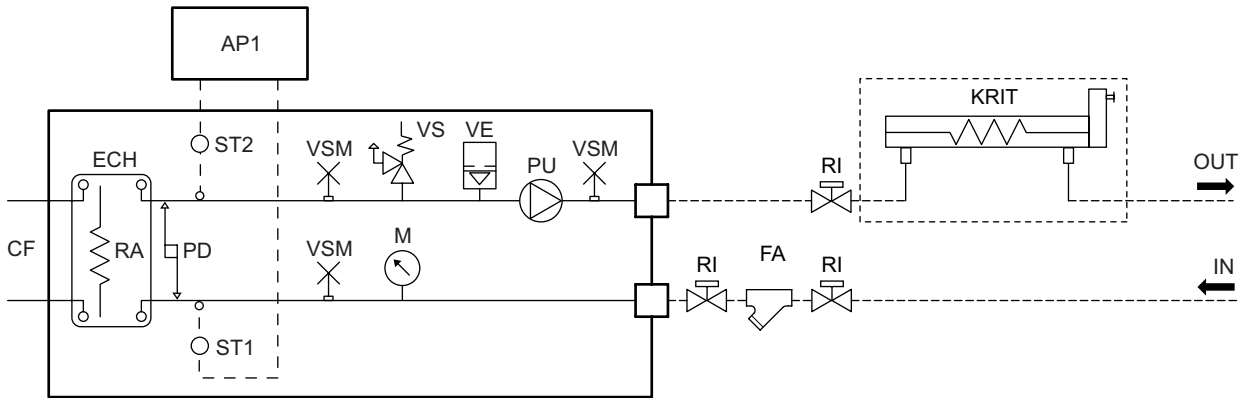 AP1
KRIT
ST2
VS
VE
ECH
VSM
PU
VSM
RI
OUT
CF
RA
PD
VSM
M
RI
FA
RI
IN
ST1